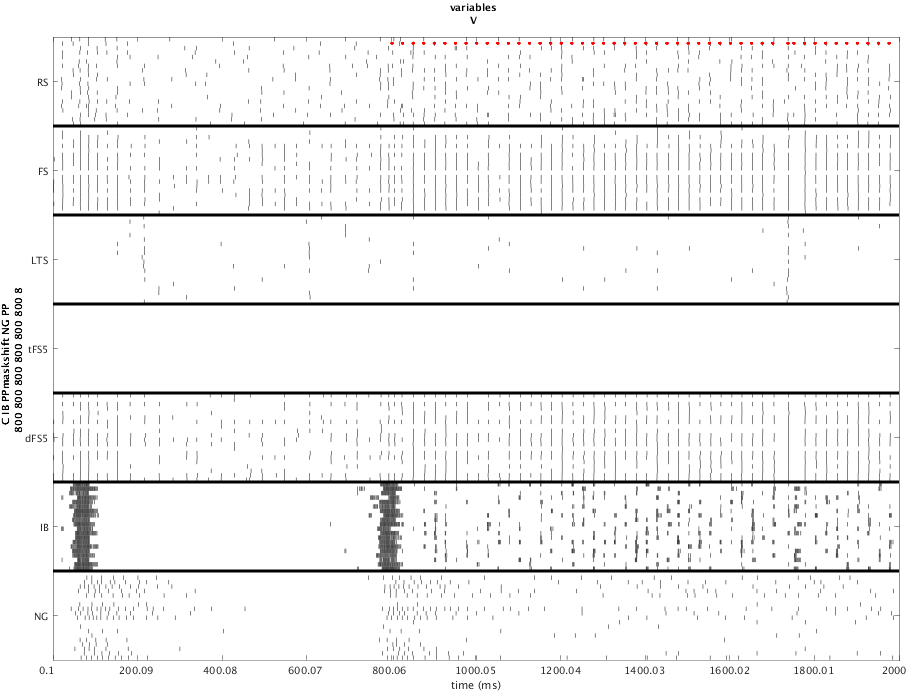 variables
V
C IB PPmaskshift NG PP
800 800 800 800 800 800 8
RS
FS
LTS
tFS5
dFS5
IB
NG
0.1 200.09 400.08 600.07 800.06 1000.05 1200.04 1400.03 1600.02 1800.01 2000
time (ms)